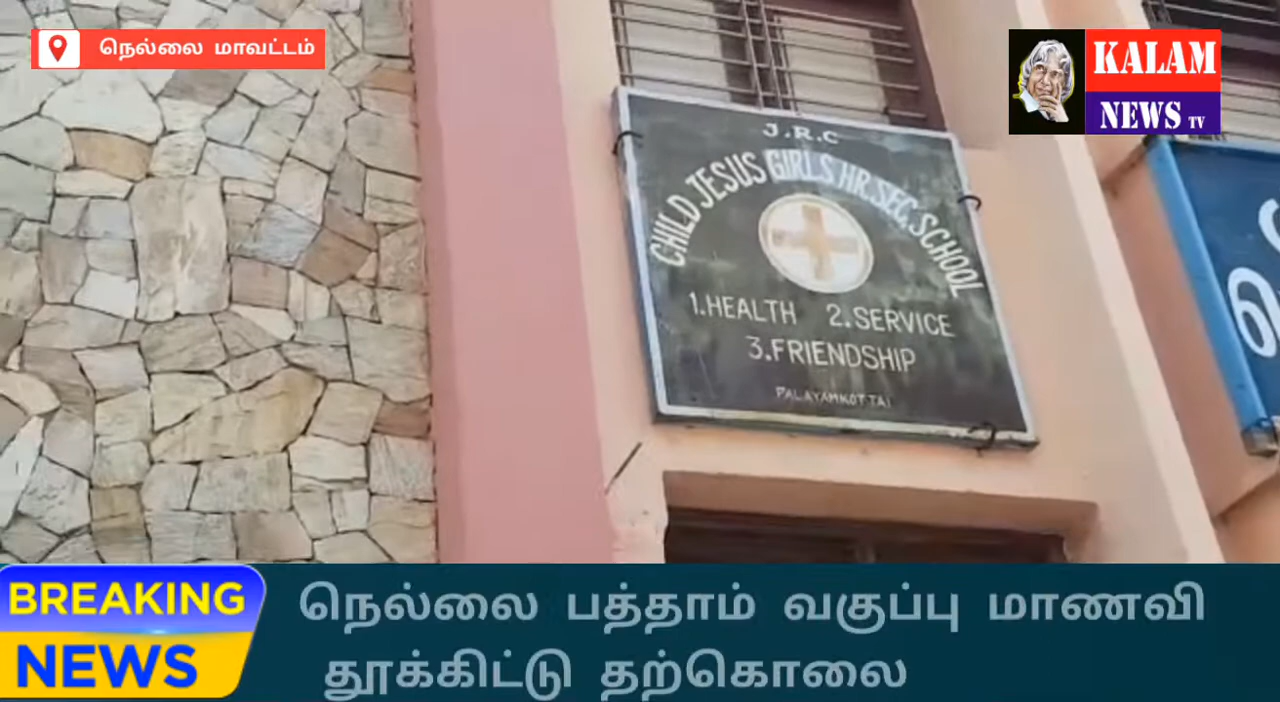 நெல்லை மாவட்டம்
KALAM
NEWS TV
J.R.C
CHILD JESUS GIRLS HR.SEC.SCHOOL
1.HEALTH 2.SERVICE
3.FRIENDSHIP
PALAYAMKOTTAI
BREAKING
NEWS
நெல்லை பத்தாம் வகுப்பு மாணவி
தூக்கிட்டு தற்கொலை